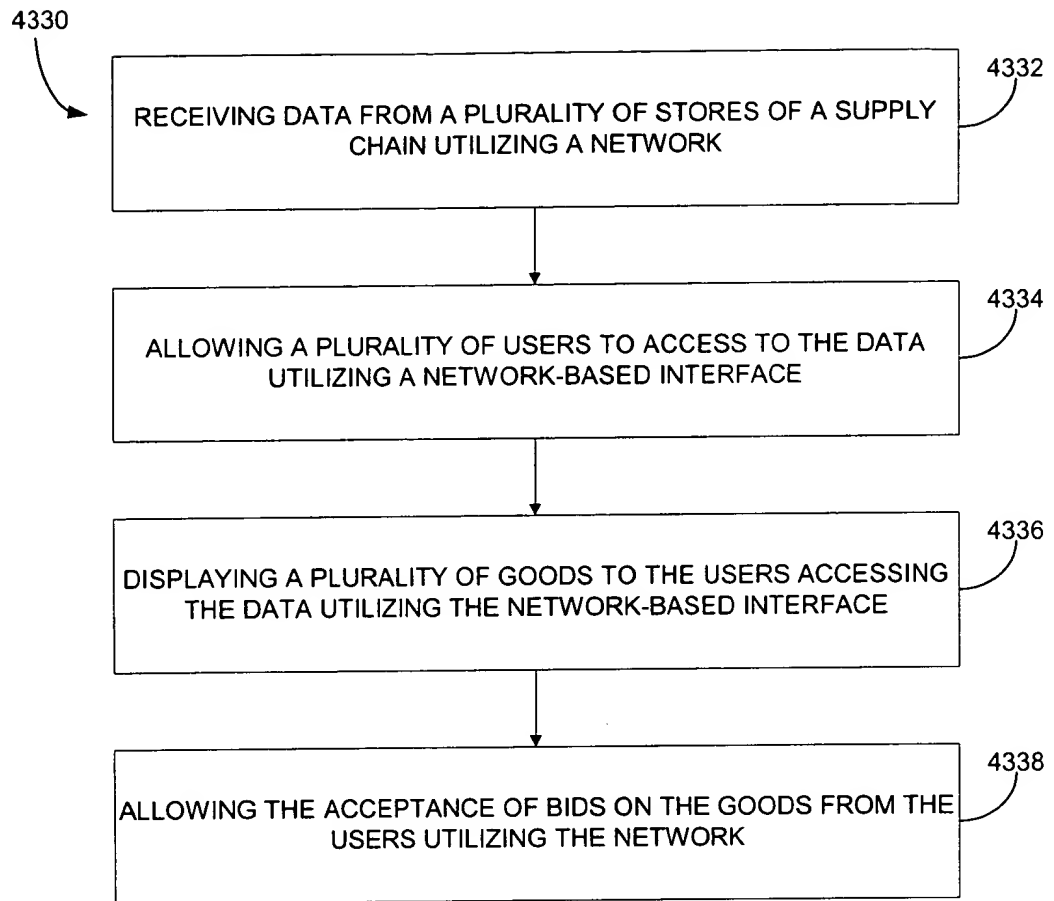 4330
4332
RECEIVING DATA FROM A PLURALITY OF STORES OF A SUPPLY
CHAIN UTILIZING A NETWORK
4334
ALLOWING A PLURALITY OF USERS TO ACCESS TO THE DATA
UTILIZING A NETWORK-BASED INTERFACE
4336
DISPLAYING A PLURALITY OF GOODS TO THE USERS ACCESSING
THE DATA UTILIZING THE NETWORK-BASED INTERFACE
4338
ALLOWING THE ACCEPTANCE OF BIDS ON THE GOODS FROM THE
USERS UTILIZING THE NETWORK